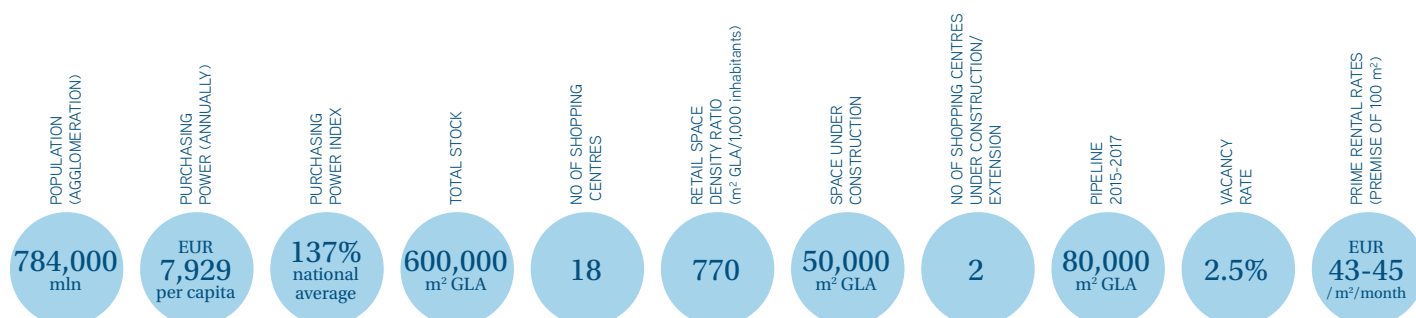 POPULATION
(AGGLOMERATION)
784,000
mln
PURCHASING
POWER (ANNUALLY)
EUR
7,929
per capita
PURCHASING
POWER INDEX
137%
national
average
TOTAL STOCK
600,000
m² GLA
NO OF SHOPPING
CENTRES
18
RETAIL SPACE
DENSITY RATIO
(m² GLA/1,000 inhabitants)
770
SPACE UNDER
CONSTRUCTION
50,000
m² GLA
NO OF SHOPPING CENTRES
UNDER CONSTRUCTION/
EXTENSION
2
PIPELINE
2015-2017
80,000
m² GLA
VACANCY
RATE
2.5%
PRIME RENTAL RATES
(PREMISE OF 100 m²)
EUR
43-45
/ m²/month